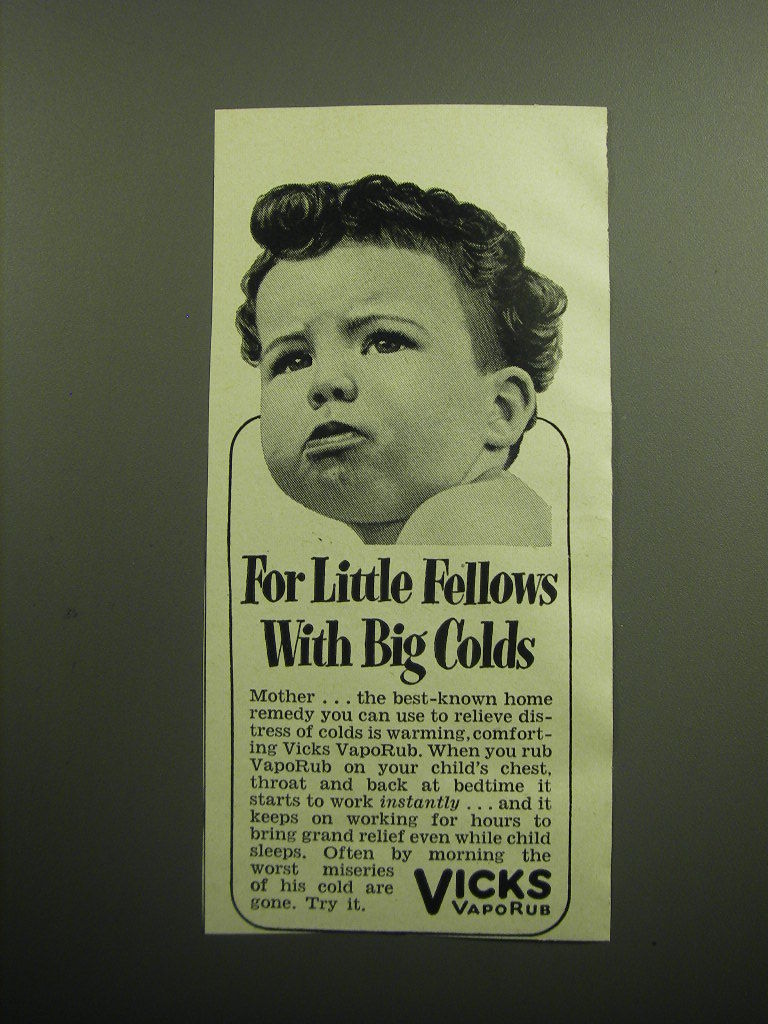 For Little Fellows
With Big Colds
Mother . . . the best-known home
remedy you can use to relieve dis-
tress of colds is warming, comfort-
ing Vicks VapoRub. When you rub
VapoRub on your child's chest,
throat and back at bedtime it
starts to work instantly . . . and it
keeps on working for hours to
bring grand relief even while child
sleeps. Often by morning the
worst miseries
of his cold are
gone. Try it.
VICKS
VAPORUB